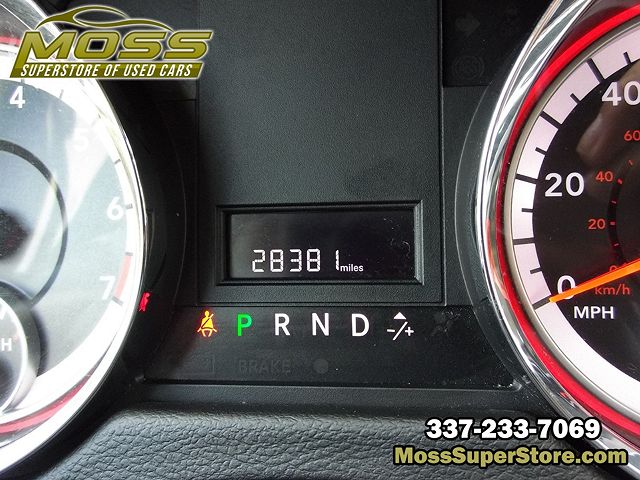 MOSS
SUPERSTORE OF USED CARS
4
5
6
7
H
40
20
0
60
40
20
0
km/h
MPH
28381 miles
P R N D -/+
BRAKE
337-233-7069
MossSuperStore.com